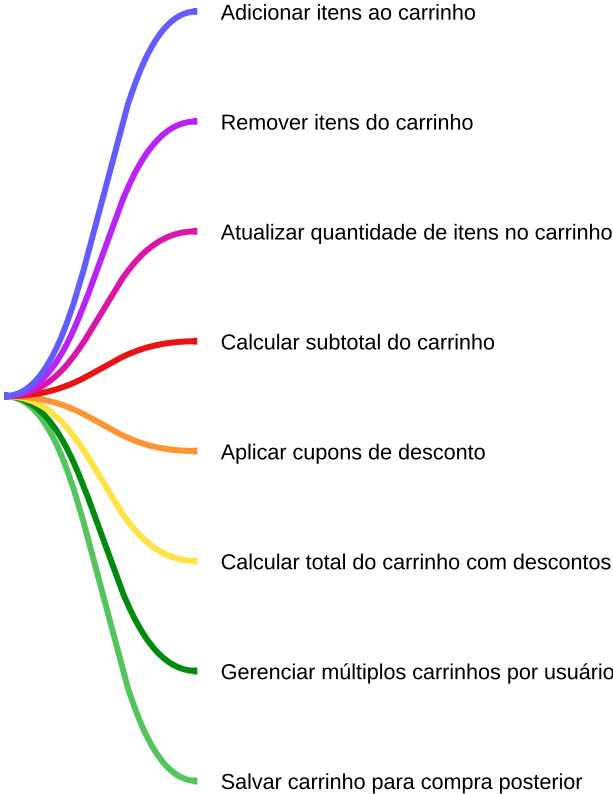 Adicionar itens ao carrinho
Remover itens do carrinho
Atualizar quantidade de itens no carrinho
Calcular subtotal do carrinho
Aplicar cupons de desconto
Calcular total do carrinho com descontos
Gerenciar múltiplos carrinhos por usuário
Salvar carrinho para compra posterior